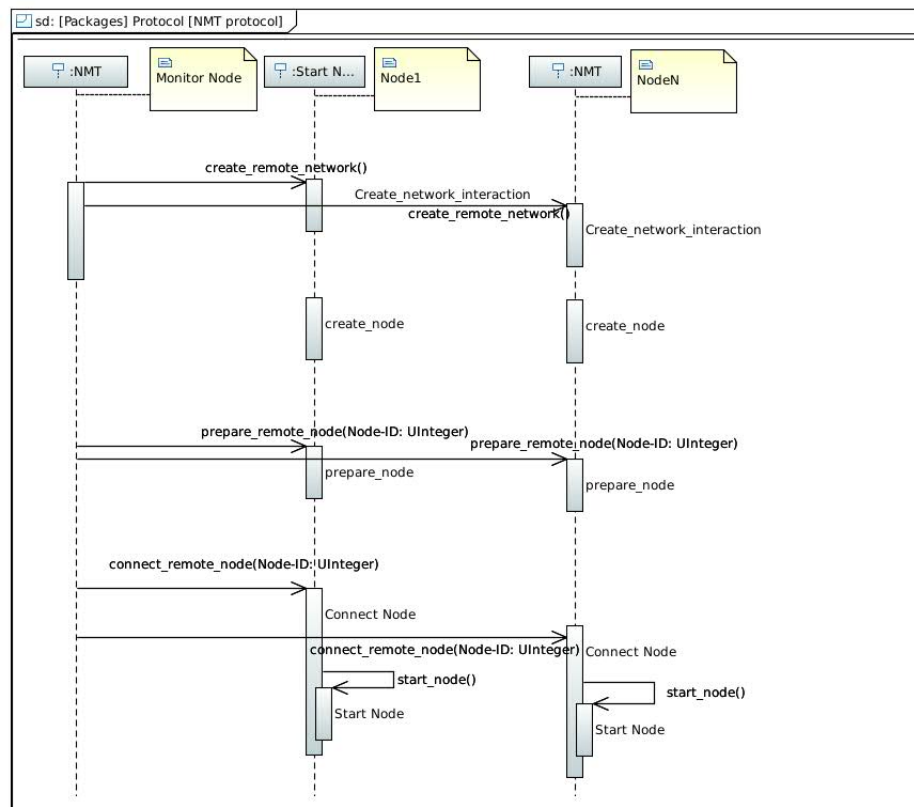 sd: [Packages] Protocol [NMT protocol]
:NMT
Monitor Node
:Start N...
Node1
:NMT
NodeN
create_remote_network()
Create_network_interaction
create_remote_network()
Create_network_interaction
create_node
create_node
prepare_remote_node(Node-ID: UInteger)
prepare_remote_node(Node-ID: UInteger)
prepare_node
prepare_node
connect_remote_node(Node-ID: UInteger)
Connect Node
connect_remote_node(Node-ID: UInteger)
Connect Node
start_node()
start_node()
Start Node
Start Node